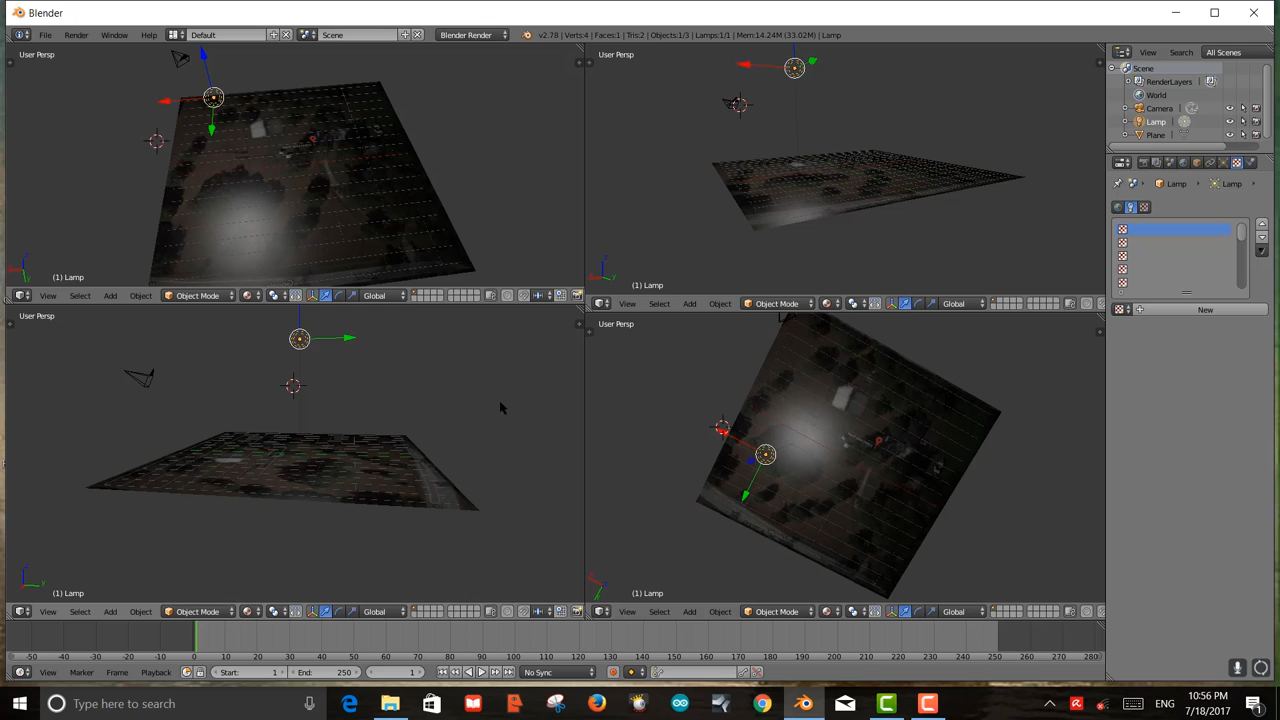 Blender
File Render Window Help Default Scene Blender Render v2.78 | Verts:4 | Faces:1 | Tris:2 | Objects:1/3 | Lamps:1/1 | Mem:14.24M (33.02M) | Lamp
User Persp
(1) Lamp
View Select Add Object Object Mode Global
User Persp
(1) Lamp
View Select Add Object Object Mode Global
User Persp
(1) Lamp
View Select Add Object Object Mode Global
User Persp
(1) Lamp
View Select Add Object Object Mode Global
View Search All Scenes
Scene
RenderLayers
World
Camera
Lamp
Plane
Lamp Lamp
New
-50 -40 -30 -20 -10 0 10 20 30 40 50 60 70 80 90 100 110 120 130 140 150 160 170 180 190 200 210 220 230 240 250 260 270 280
View Marker Frame Playback Start: 1 End: 250 1 No Sync
Type here to search ENG 10:56 PM
7/18/2017